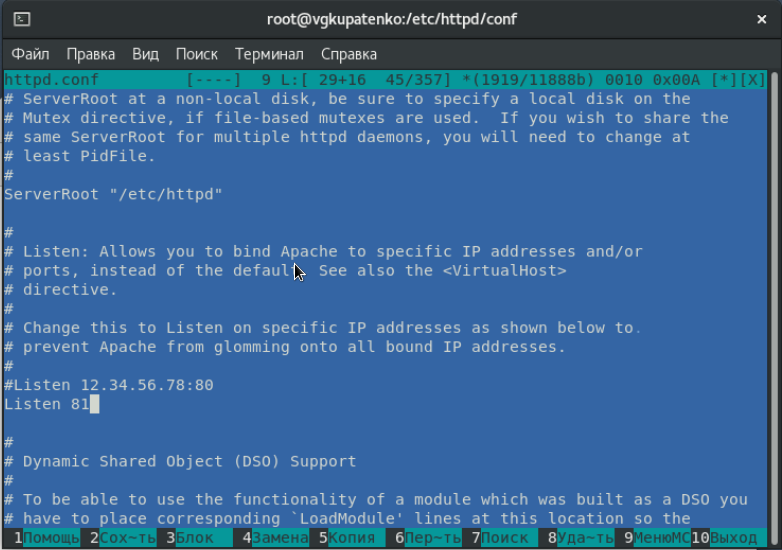 root@vgkupatenko:/etc/httpd/conf
Файл Правка Вид Поиск Терминал Справка
httpd.conf [----] 9 L:[ 29+16 45/357] *(1919/11888b) 0010 0x00A [*][X]
# ServerRoot at a non-local disk, be sure to specify a local disk on the
# Mutex directive, if file-based mutexes are used.  If you wish to share the
# same ServerRoot for multiple httpd daemons, you will need to change at
# least PidFile.
#
ServerRoot "/etc/httpd"
#
# Listen: Allows you to bind Apache to specific IP addresses and/or
# ports, instead of the default. See also the <VirtualHost>
# directive.
#
# Change this to Listen on specific IP addresses as shown below to.
# prevent Apache from glomming onto all bound IP addresses.
#
#Listen 12.34.56.78:80
Listen 81
#
# Dynamic Shared Object (DSO) Support
#
# To be able to use the functionality of a module which was built as a DSO you
# have to place corresponding `LoadModule' lines at this location so the
1Помощь 2Сох~ть 3Блок 4Замена 5Копия 6Пер~ть 7Поиск 8Уда~ть 9МенюMC 10Выход